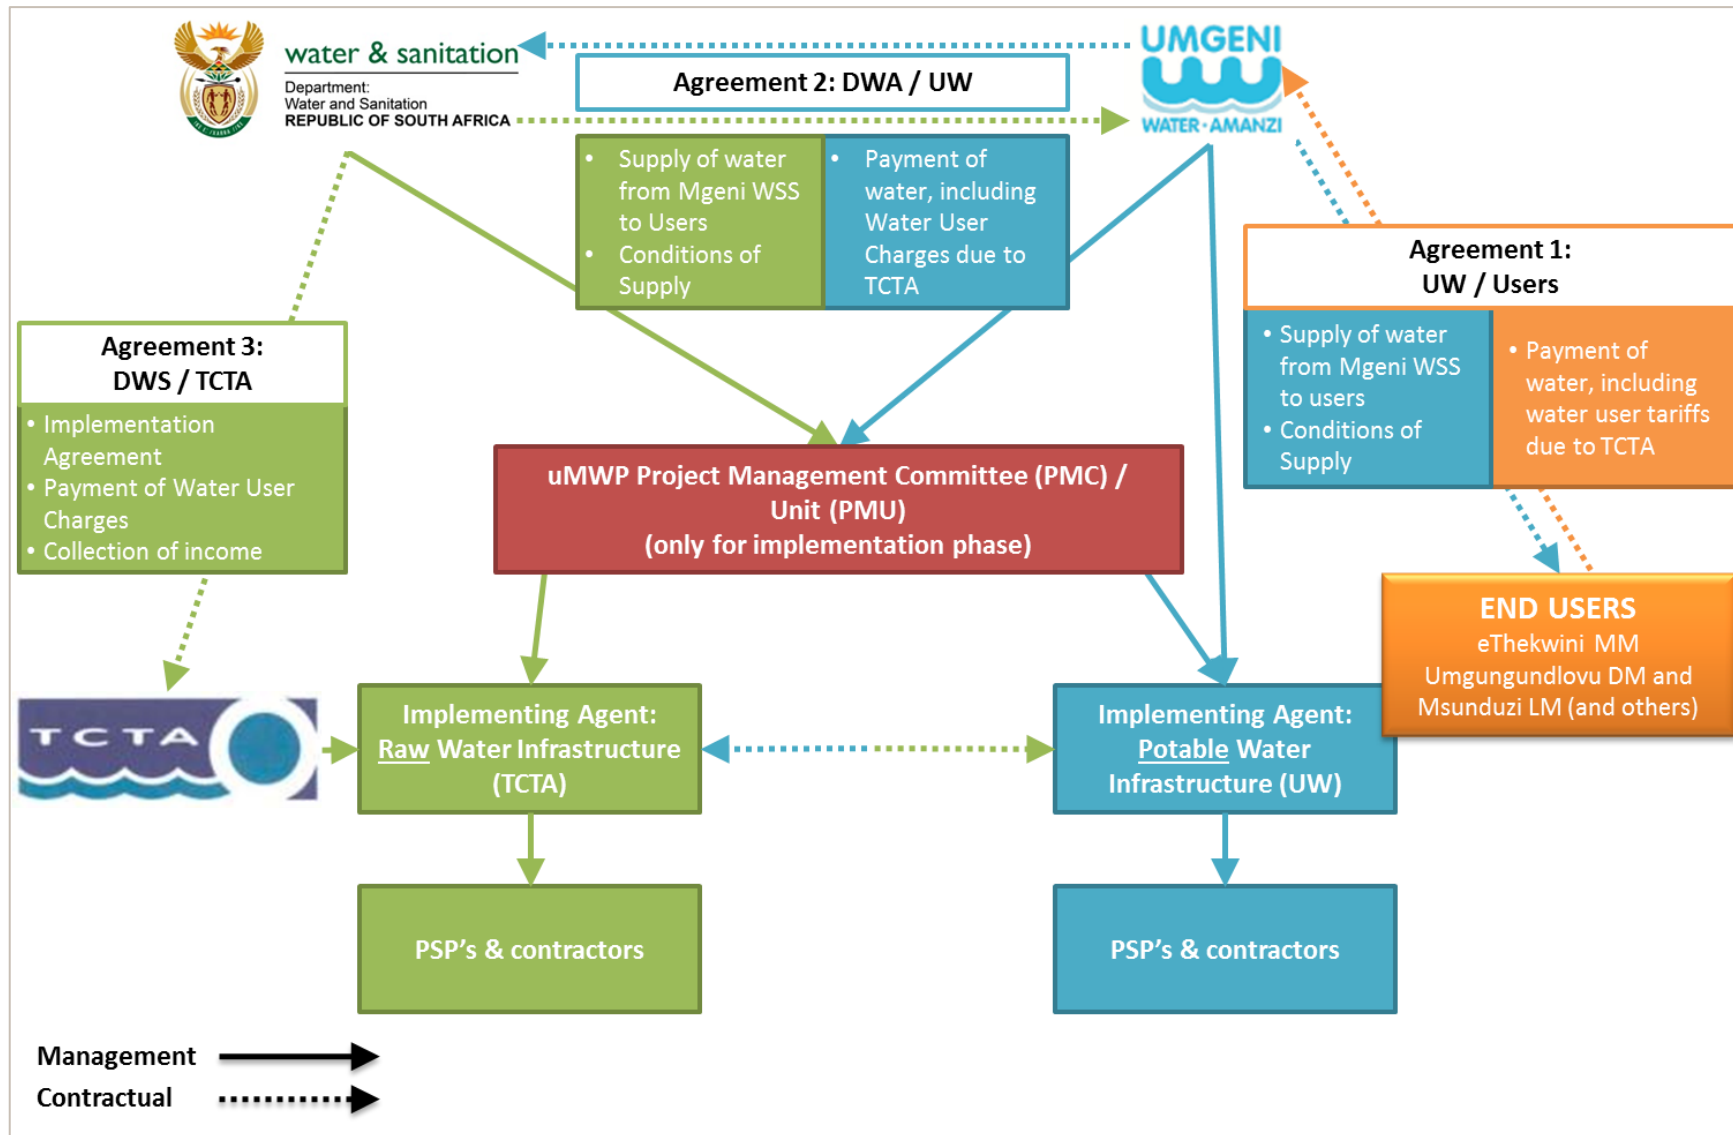 water & sanitation
Department:
Water and Sanitation
REPUBLIC OF SOUTH AFRICA
Agreement 2: DWA / UW
UMGENI
WATER • AMANZI
• Supply of water
from Mgeni WSS
to Users
• Conditions of
Supply
• Payment of
water, including
Water User
Charges due to
TCTA
Agreement 1:
UW / Users
• Supply of water
from Mgeni WSS
to users
• Conditions of
Supply
• Payment of
water, including
water user tariffs
due to TCTA
Agreement 3:
DWS / TCTA
• Implementation
Agreement
• Payment of Water User
Charges
• Collection of income
uMWP Project Management Committee (PMC) /
Unit (PMU)
(only for implementation phase)
END USERS
eThekwini MM
Umgungundlovu DM and
Msunduzi LM (and others)
TCTA
Implementing Agent:
Raw Water Infrastructure
(TCTA)
Implementing Agent:
Potable Water
Infrastructure (UW)
PSP's & contractors
PSP's & contractors
Management
Contractual